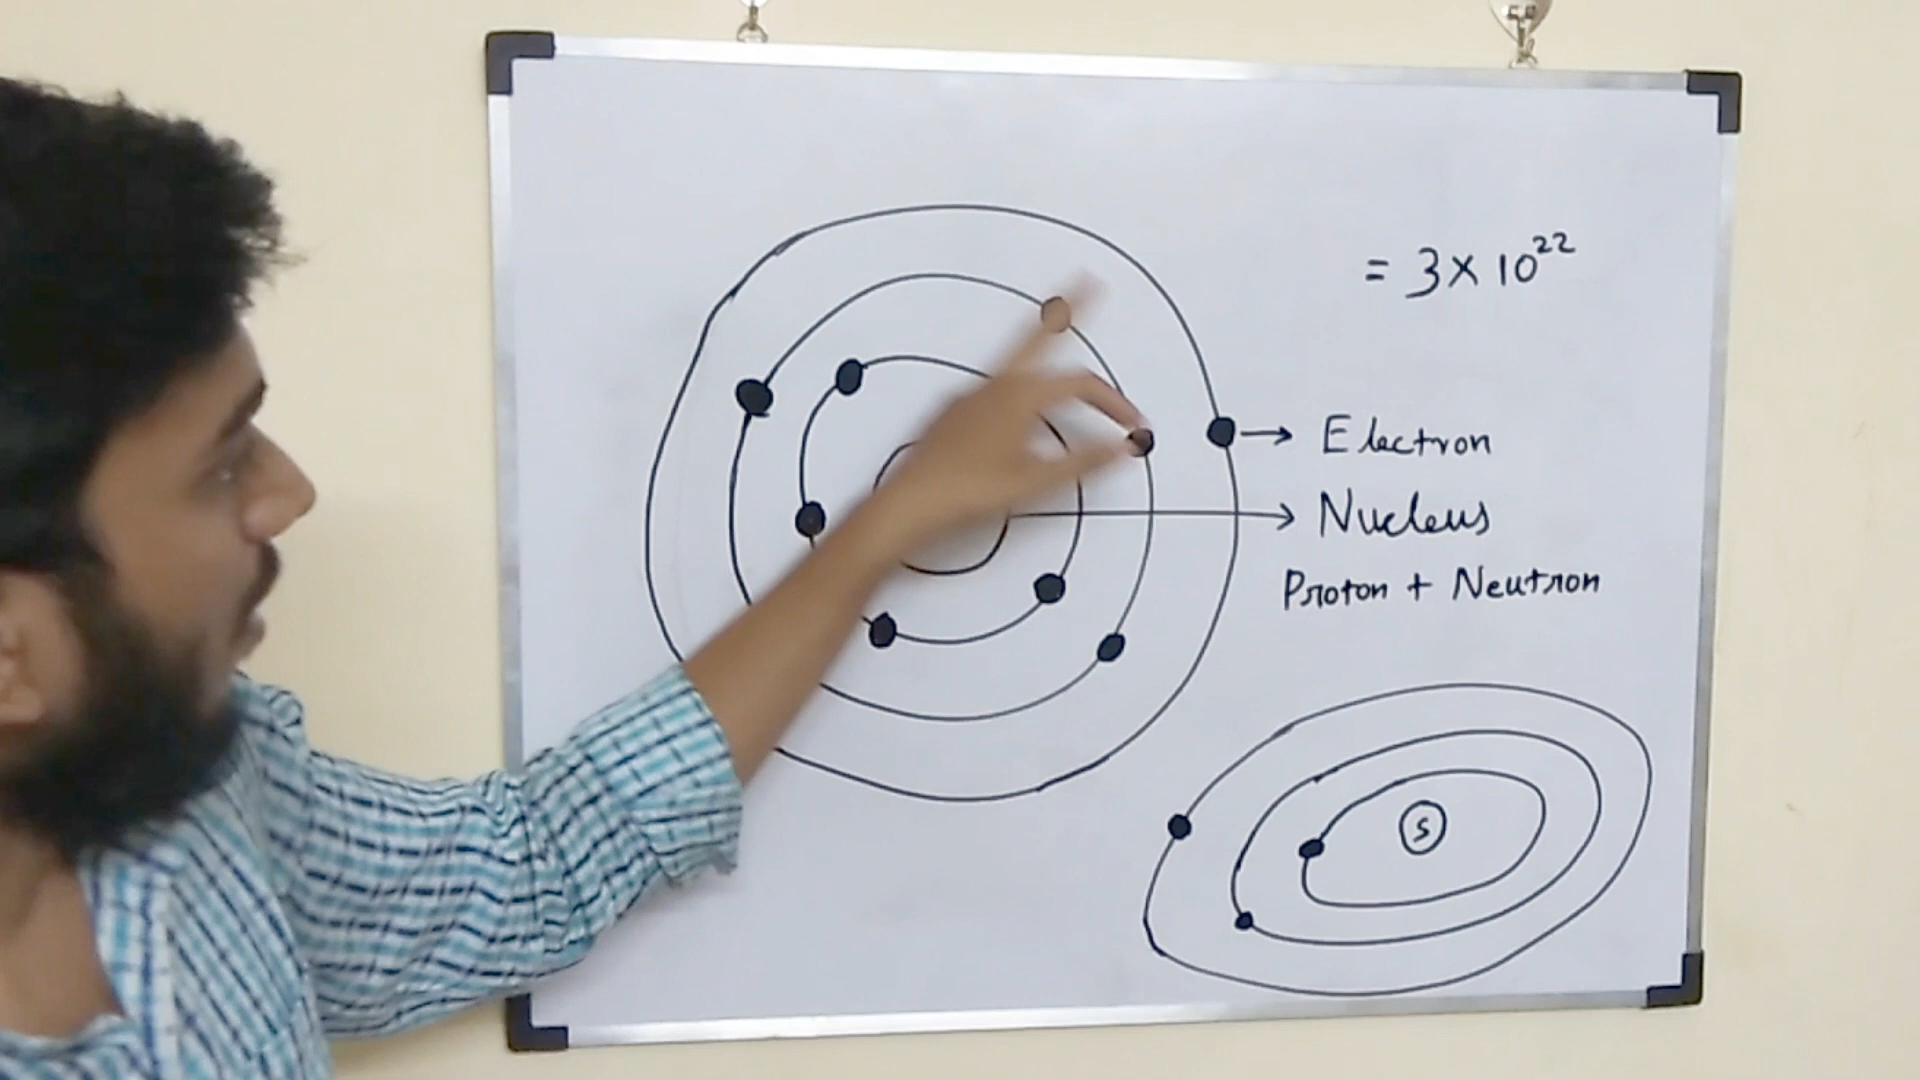 = 3 × 10²²
Electron
Nucleus
Proton + Neutron
S